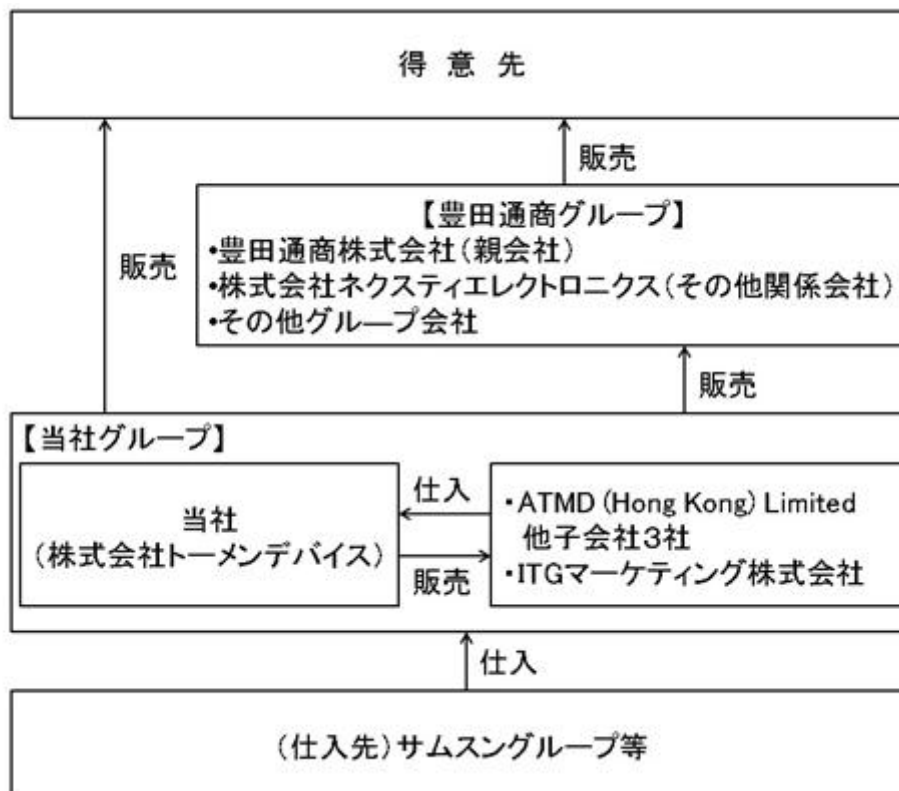 得 意 先
販売
【豊田通商グループ】
•豊田通商株式会社(親会社)
•株式会社ネクスティエレクトロニクス(その他関係会社)
•その他グループ会社
販売
販売
【当社グループ】
当社
(株式会社トーメンデバイス)
仕入
販売
・ATMD (Hong Kong) Limited
他子会社3社
・ITGマーケティング株式会社
仕入
(仕入先)サムスングループ等